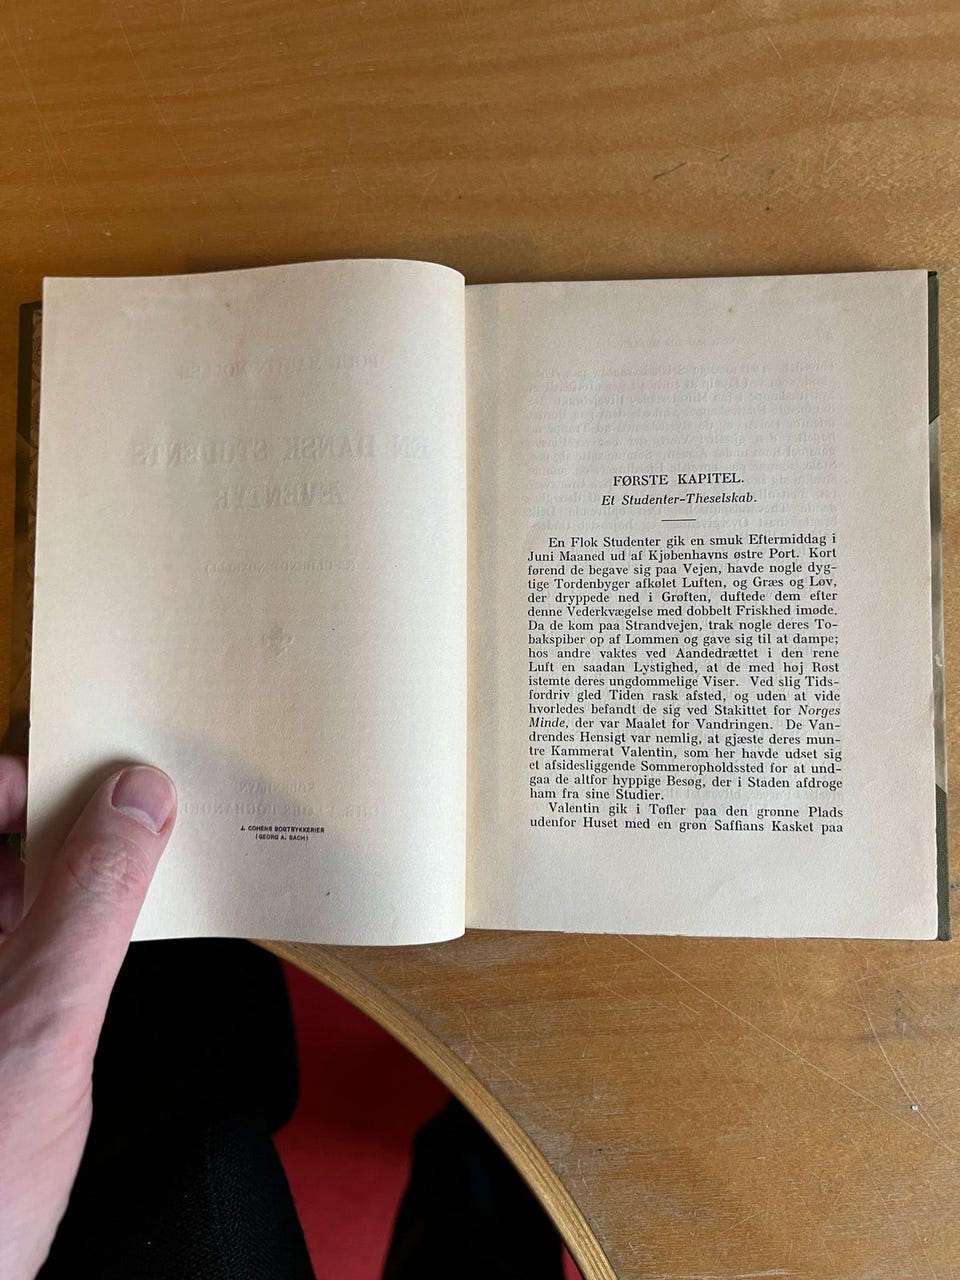 J. COHENS BOGTRYKKERIER
(GEORG A. BACH)
FØRSTE KAPITEL.
Et Studenter-Theselskab.
En Flok Studenter gik en smuk Eftermiddag i
Juni Maaned ud af Kjøbenhavns østre Port. Kort
førend de begave sig paa Vejen, havde nogle dyg-
tige Tordenbyger afkølet Luften, og Græs og Løv,
der dryppede ned i Grøften, duftede dem efter
denne Vederkvægelse med dobbelt Friskhed imøde.
Da de kom paa Strandvejen, trak nogle deres To-
bakspiber op af Lommen og gave sig til at dampe;
hos andre vaktes ved Aandedrættet i den rene
Luft en saadan Lystighed, at de med høj Røst
istemte deres ungdommelige Viser. Ved slig Tids-
fordriv gled Tiden rask afsted, og uden at vide
hvorledes befandt de sig ved Stakittet for Norges
Minde, der var Maalet for Vandringen. De Van-
drendes Hensigt var nemlig, at gjæste deres mun-
tre Kammerat Valentin, som her havde udset sig
et afsidesliggende Sommeropholdssted for at und-
gaa de altfor hyppige Besøg, der i Staden afdroge
ham fra sine Studier.
Valentin gik i Tøfler paa den grønne Plads
udenfor Huset med en grøn Saffians Kasket paa